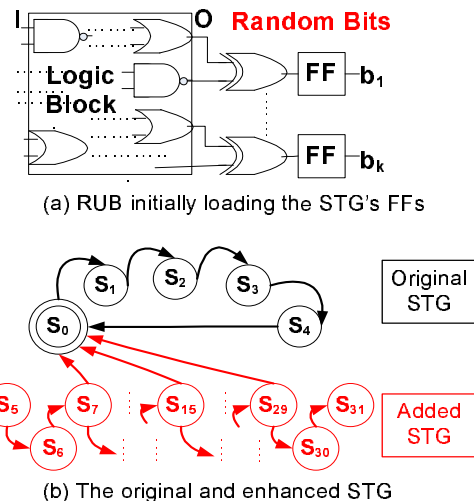 I
O
Random Bits
Logic
Block
FF
b1
FF
bk
(a) RUB initially loading the STG's FFs
S0
S1
S2
S3
S4
Original
STG
S5
S6
S7
S15
S29
S30
S31
Added
STG
(b) The original and enhanced STG